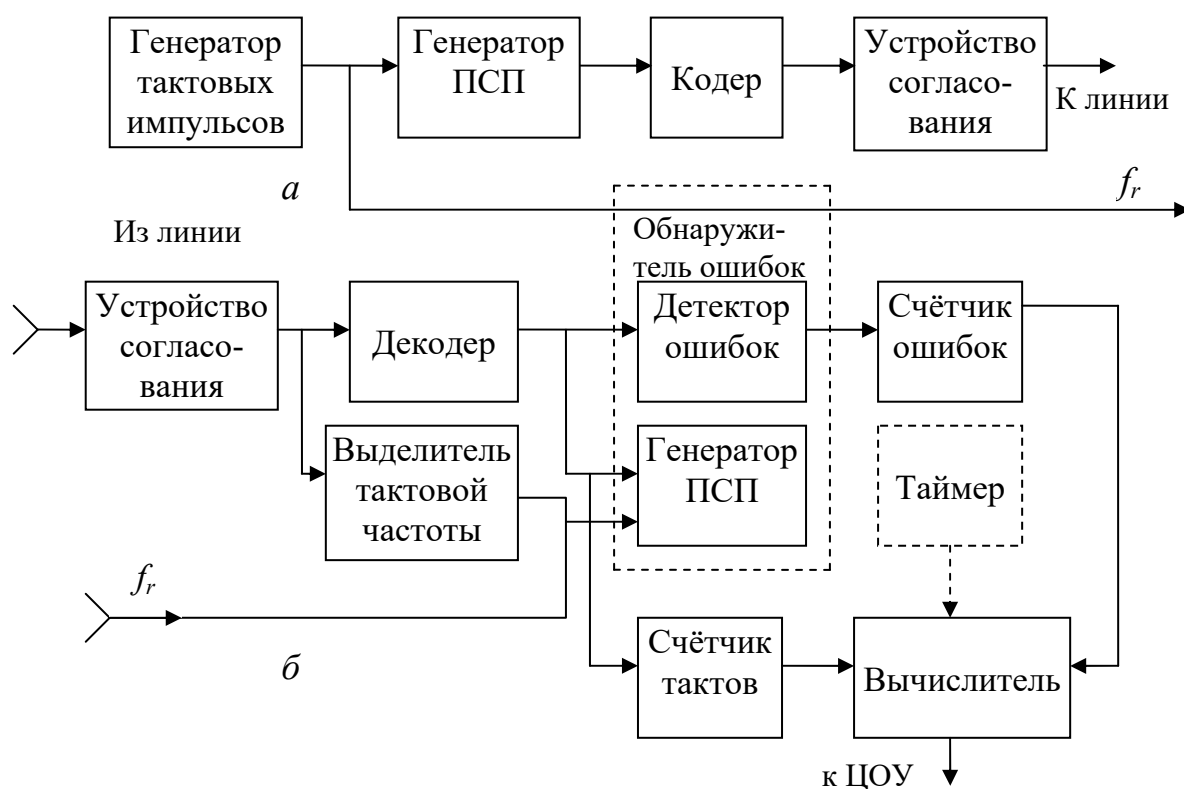 Генератор
тактовых
импульсов
Генератор
ПСП
Кодер
Устройство
согласо-
вания
К линии
а
f_r
Из линии
Обнаружи-
тель ошибок
Устройство
согласо-
вания
Декодер
Детектор
ошибок
Счётчик
ошибок
Выделитель
тактовой
частоты
Генератор
ПСП
Таймер
f_r
б
Счётчик
тактов
Вычислитель
к ЦОУ